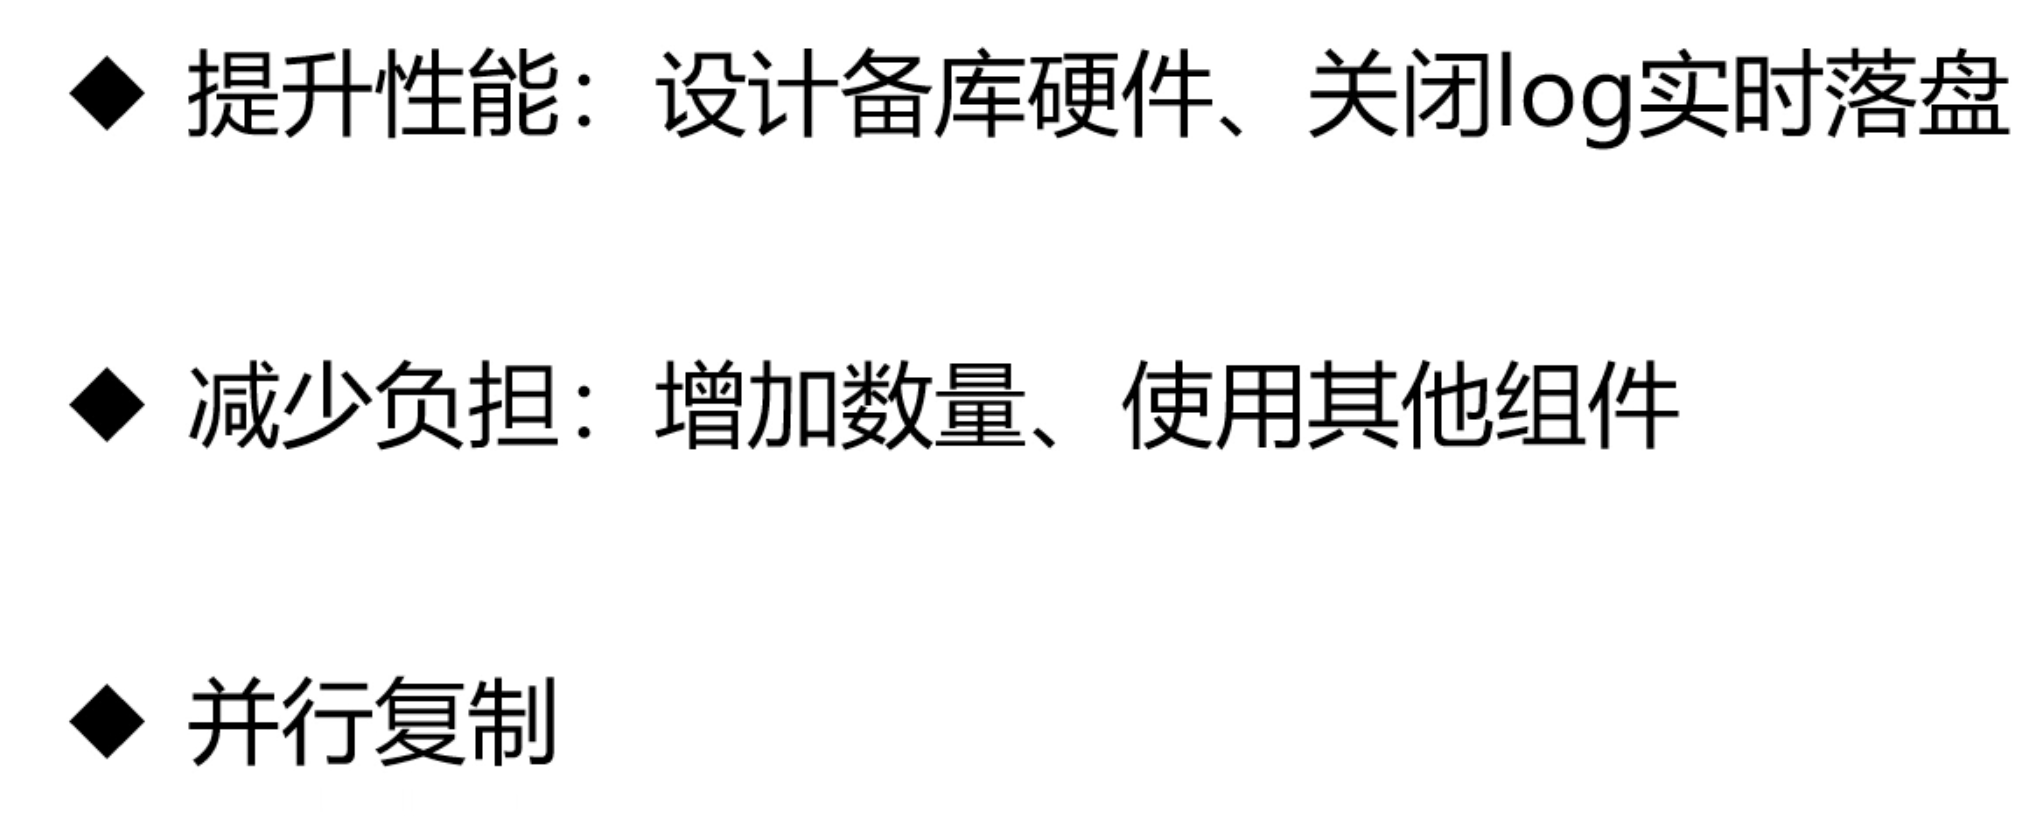 ◆ 提升性能：设计备库硬件、关闭log实时落盘
◆ 减少负担：增加数量、使用其他组件
◆ 并行复制